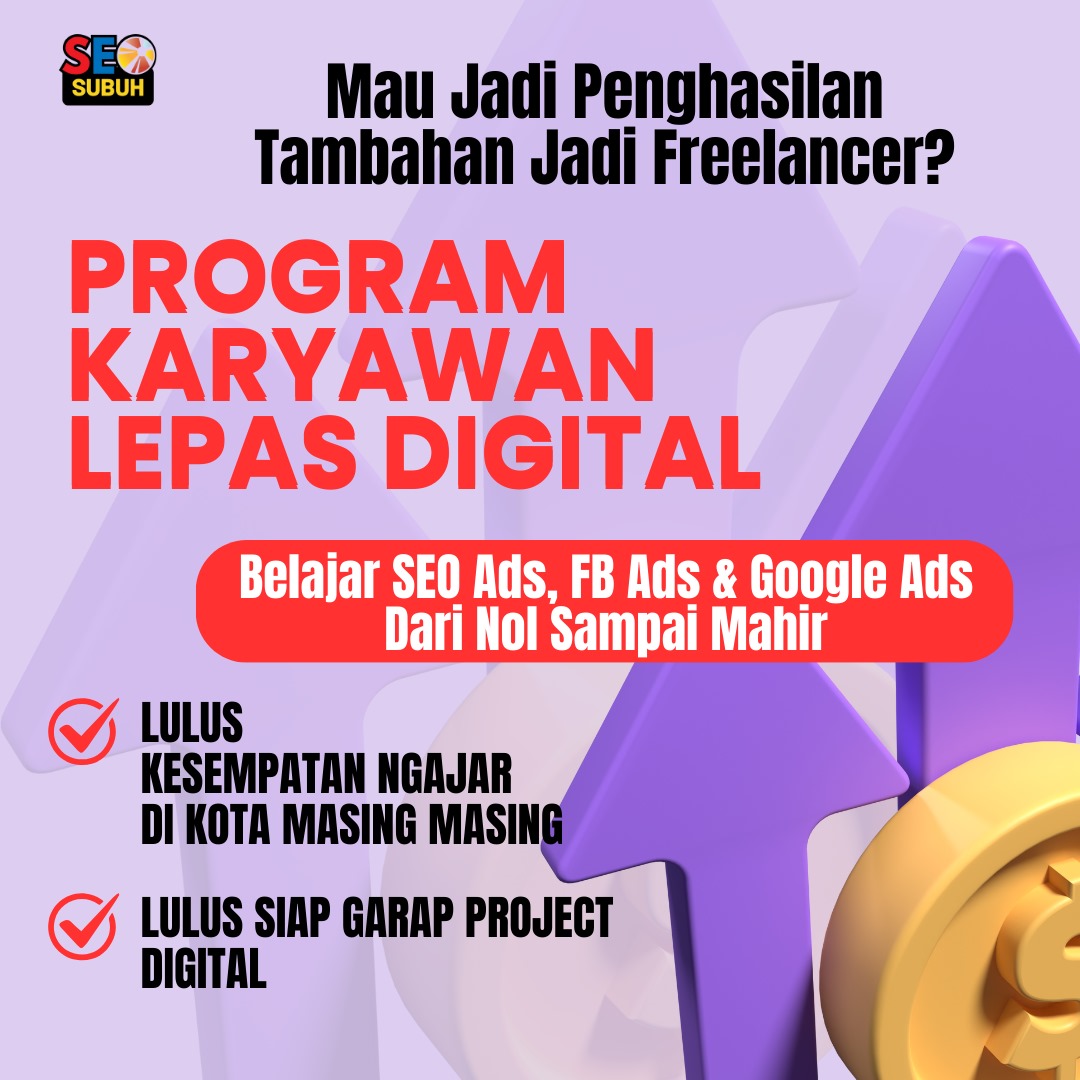 SEO
SUBUH
Mau Jadi Penghasilan
Tambahan Jadi Freelancer?
PROGRAM
KARYAWAN
LEPAS DIGITAL
Belajar SEO Ads, FB Ads & Google Ads
Dari Nol Sampai Mahir
LULUS
KESEMPATAN NGAJAR
DI KOTA MASING MASING
LULUS SIAP GARAP PROJECT
DIGITAL